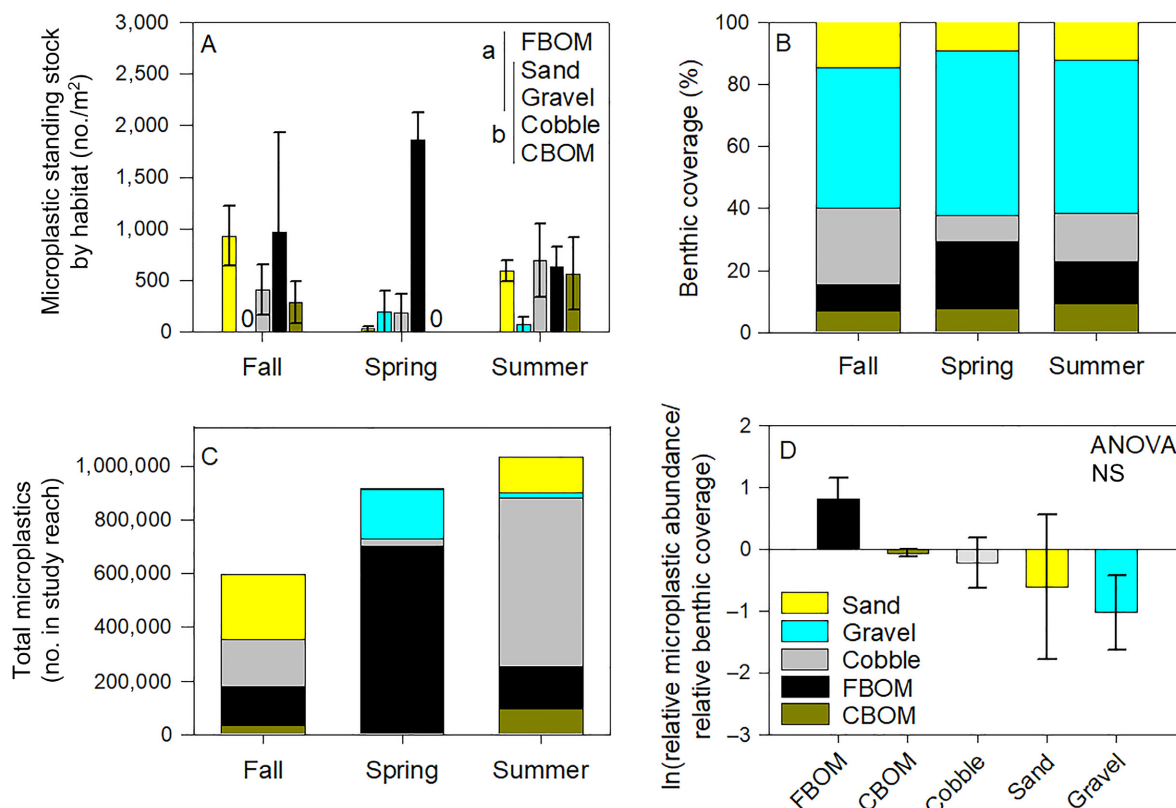 A
Microplastic standing stock
by habitat (no./m²)
3,000
2,500
2,000
1,500
1,000
500
0
a
FBOM
Sand
Gravel
b
Cobble
CBOM
0
0
Fall
Spring
Summer
B
Benthic coverage (%)
100
80
60
40
20
0
Fall
Spring
Summer
C
Total microplastics
(no. in study reach)
1,000,000
800,000
600,000
400,000
200,000
0
Fall
Spring
Summer
D
ln(relative microplastic abundance/
relative benthic coverage)
2
1
0
–1
–2
–3
ANOVA
NS
Sand
Gravel
Cobble
FBOM
CBOM
FBOM
CBOM
Cobble
Sand
Gravel